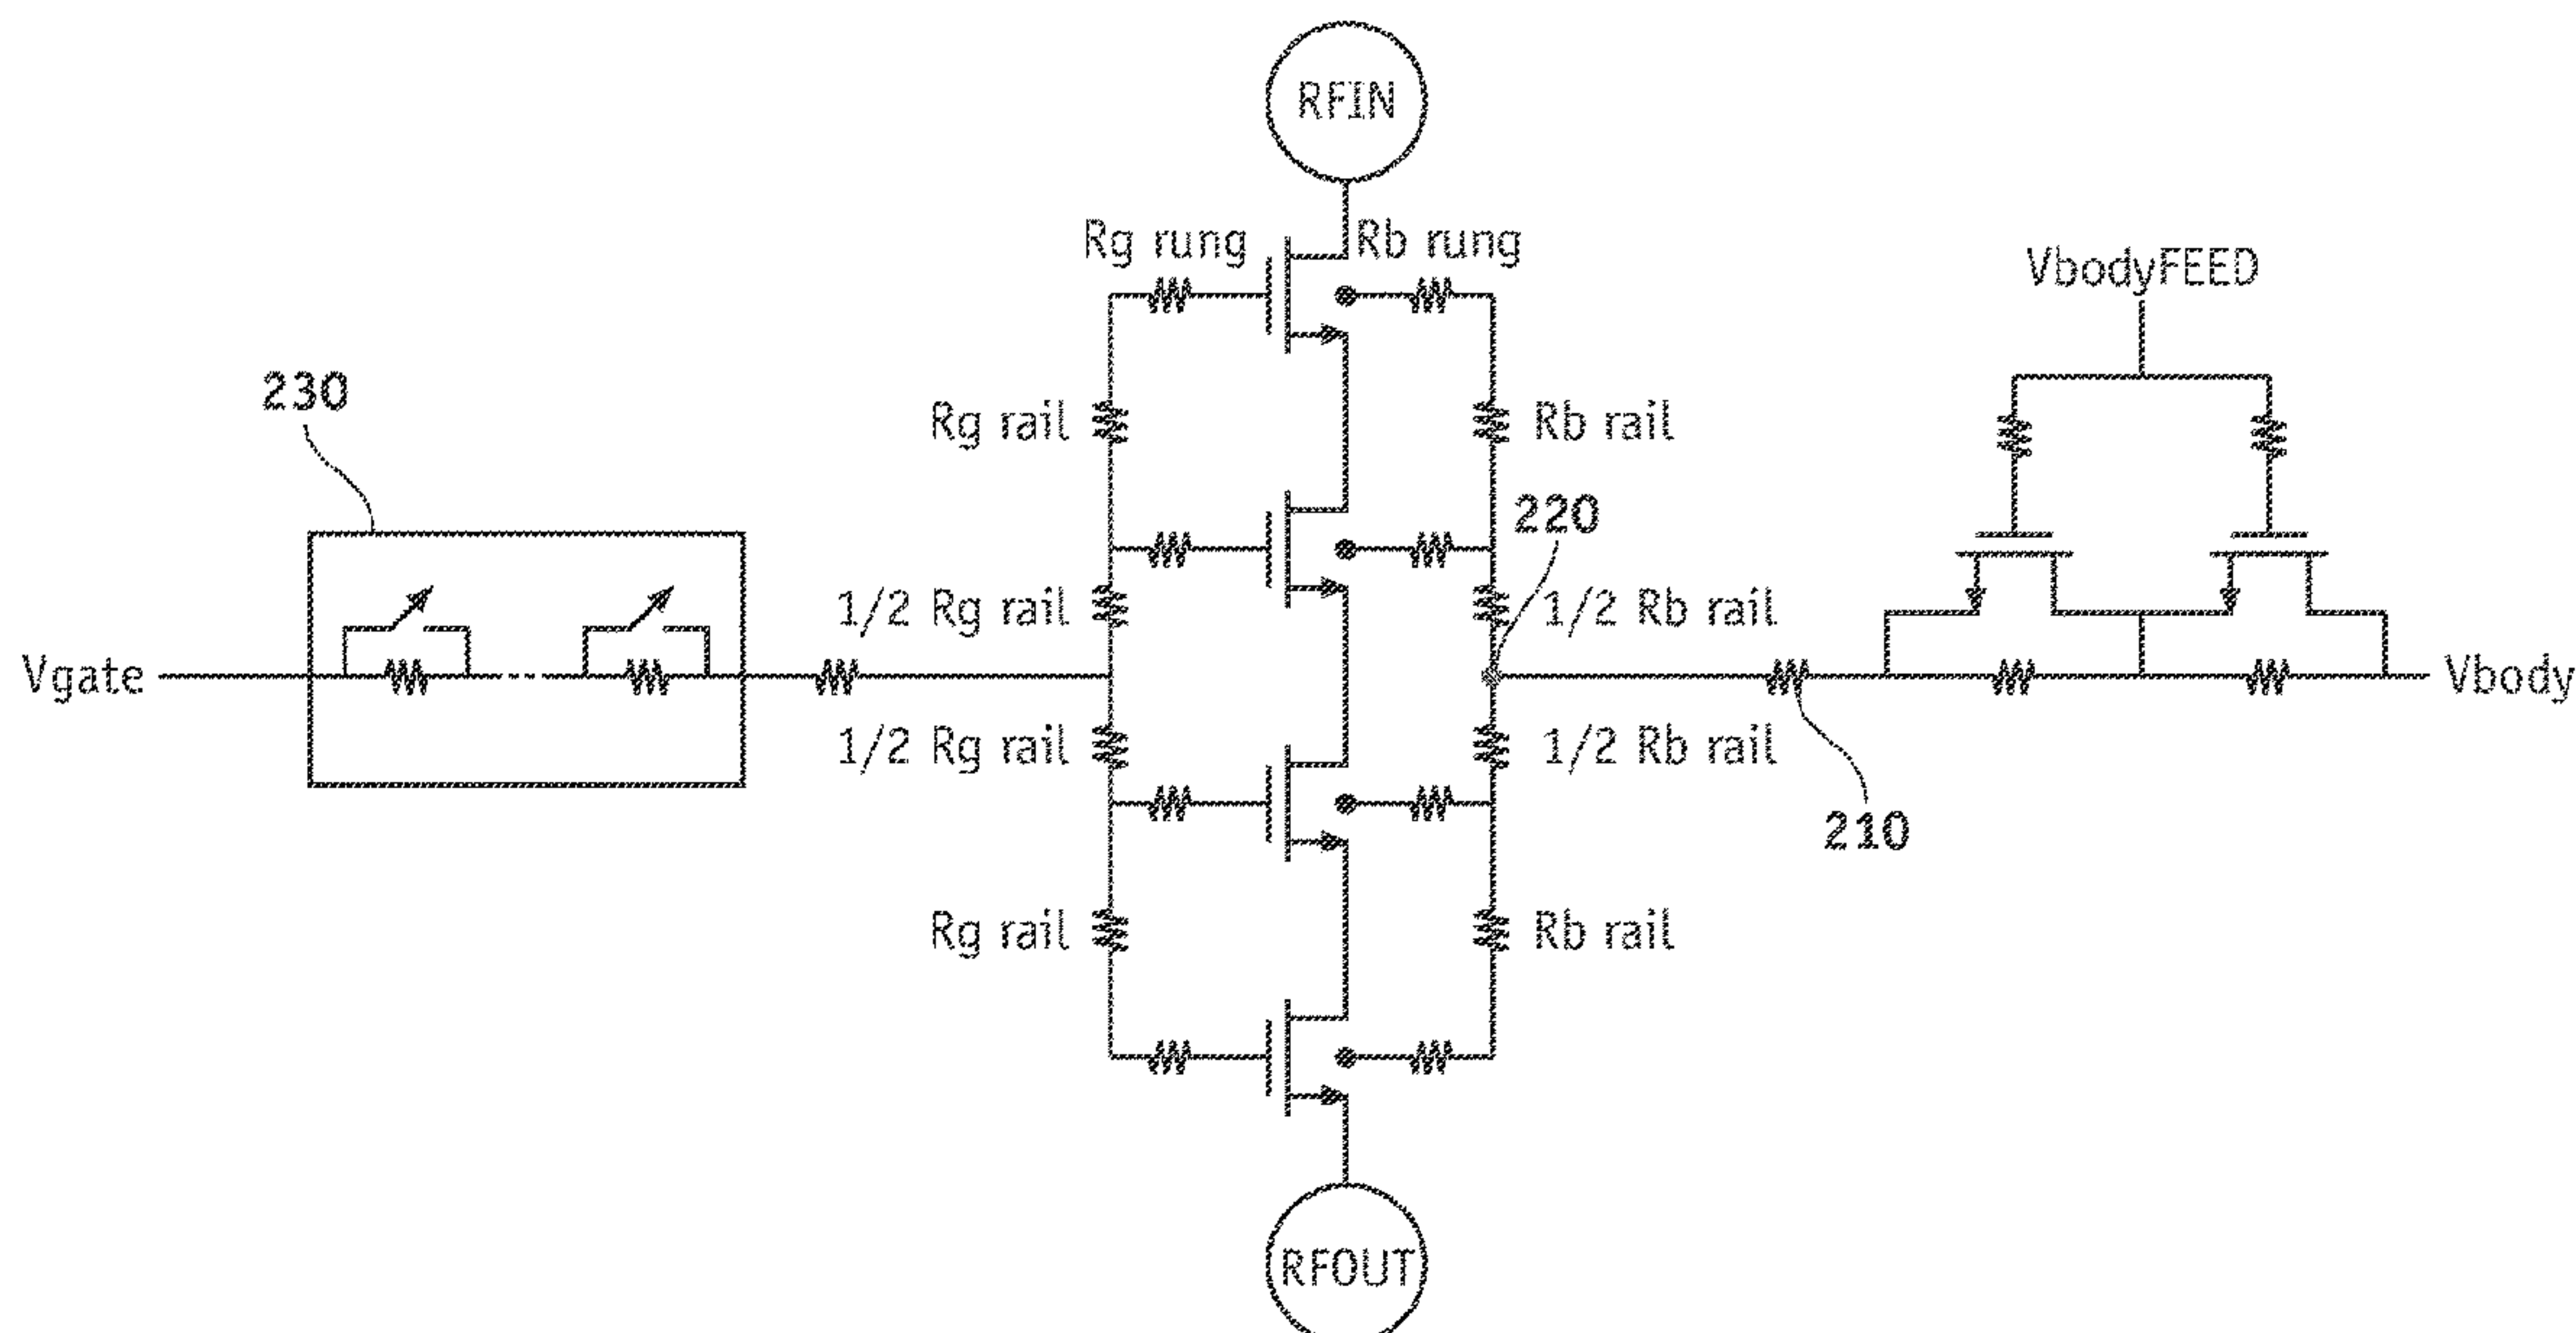 RFIN
Rg rung Rb rung
VbodyFEED
230
Rg rail Rb rail
220
1/2 Rg rail 1/2 Rb rail
Vgate Vbody
1/2 Rg rail 1/2 Rb rail
210
Rg rail Rb rail
RFOUT